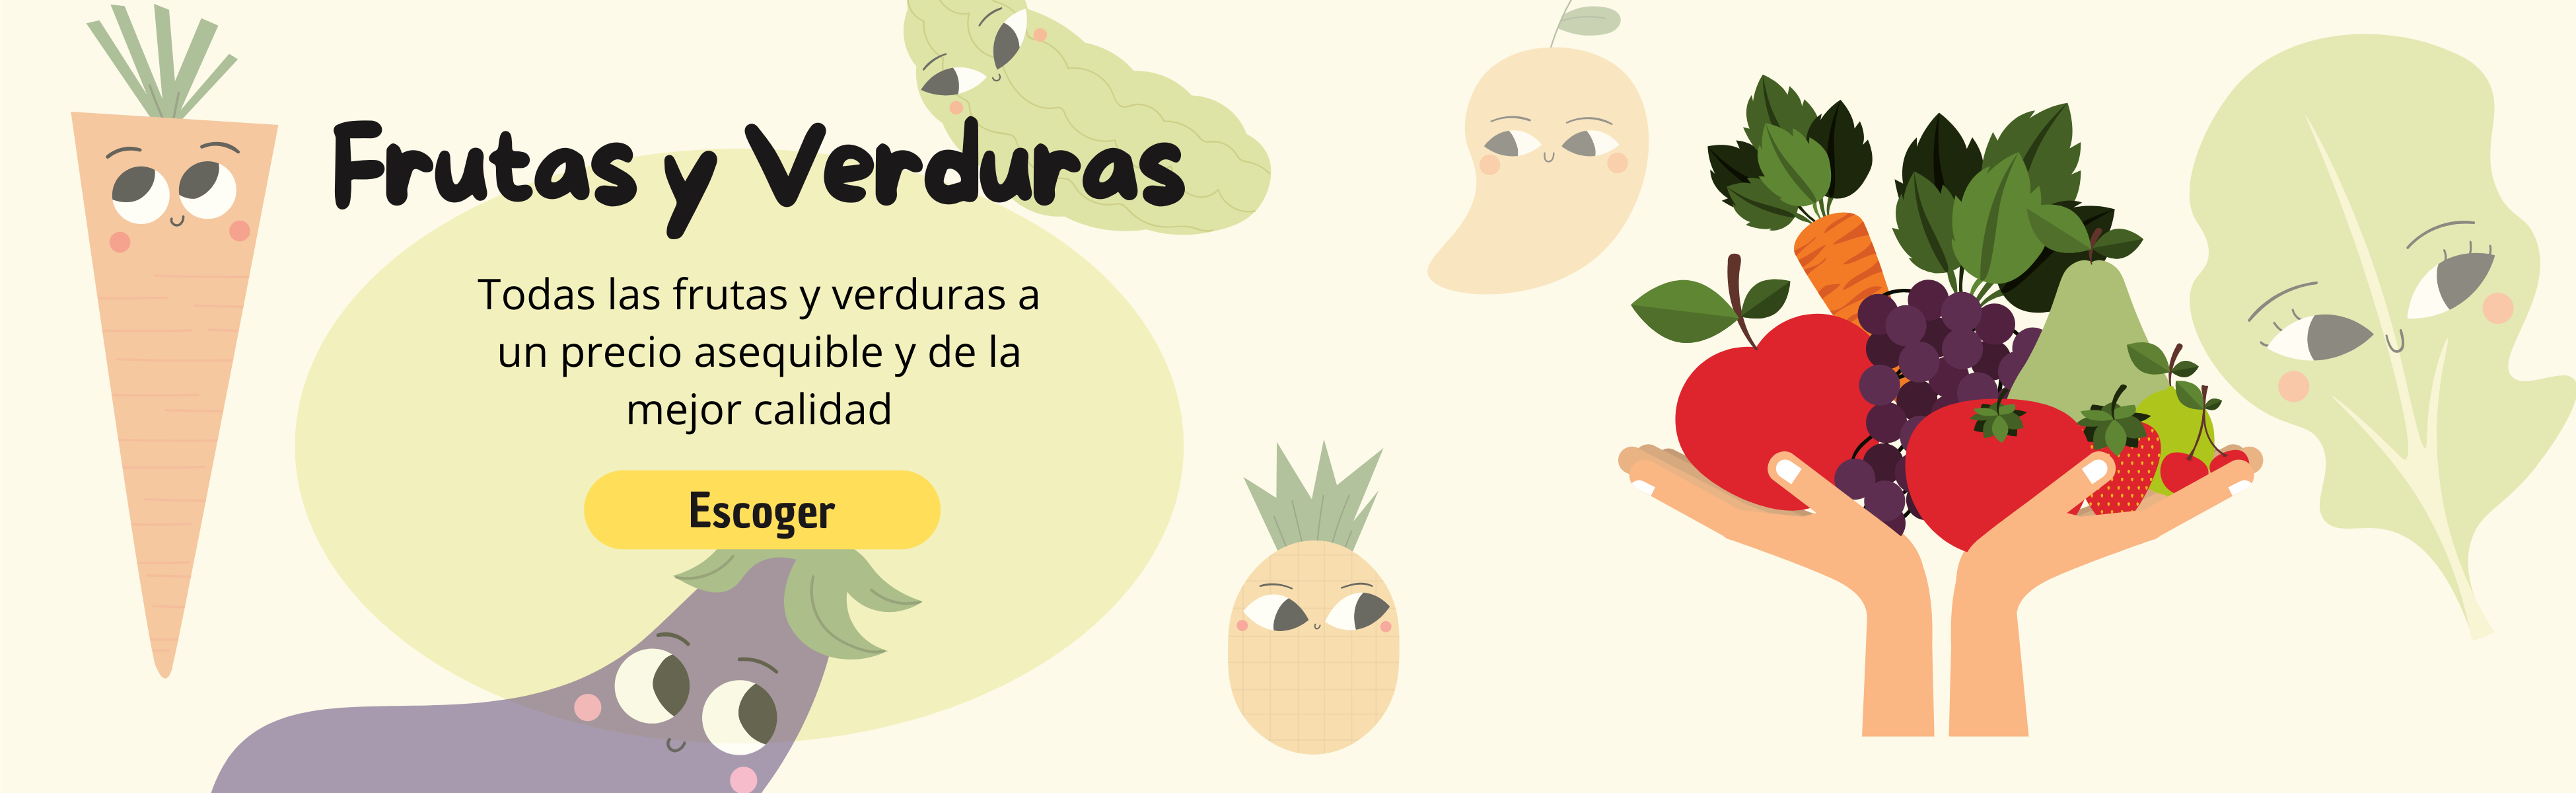 Frutas y Verduras
Todas las frutas y verduras a
un precio asequible y de la
mejor calidad
Escoger